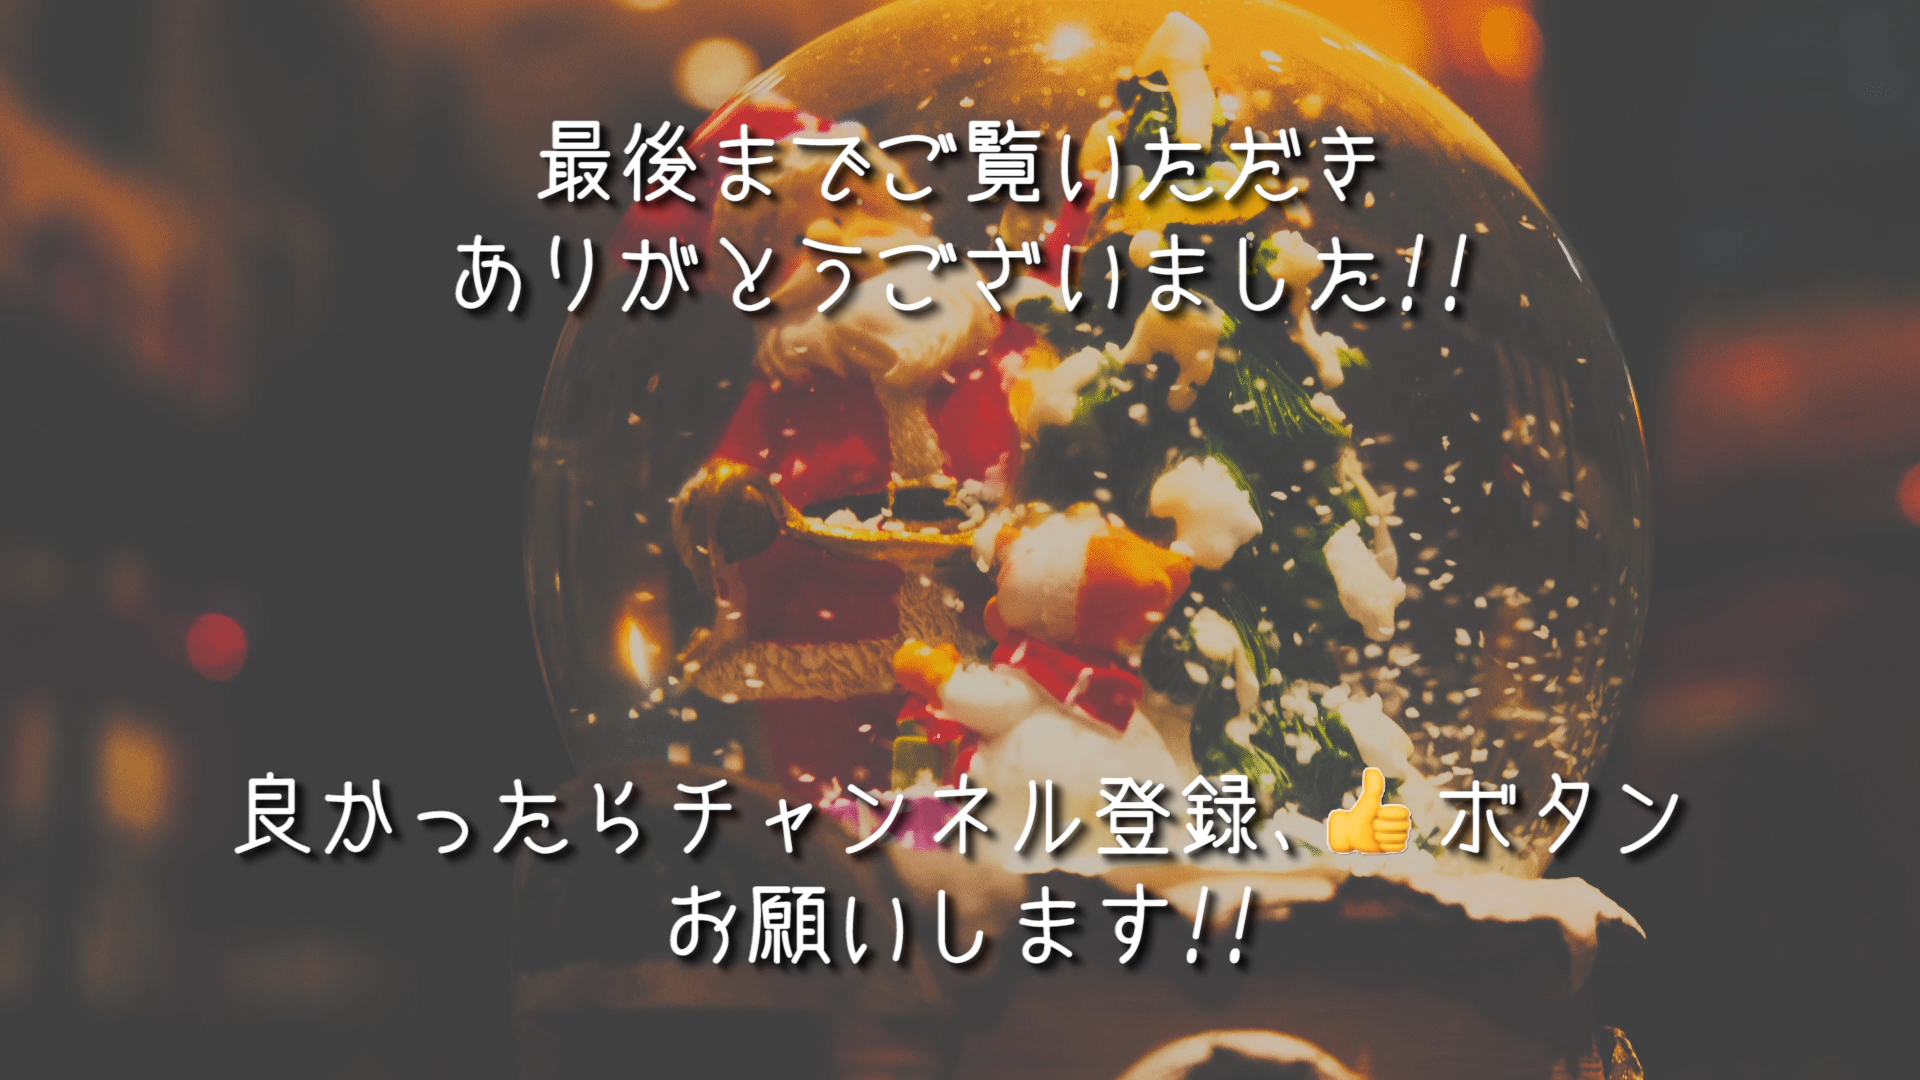 最後までご覧いただき
ありがとうございました!!
良かったらチャンネル登録、👍ボタン
お願いします!!